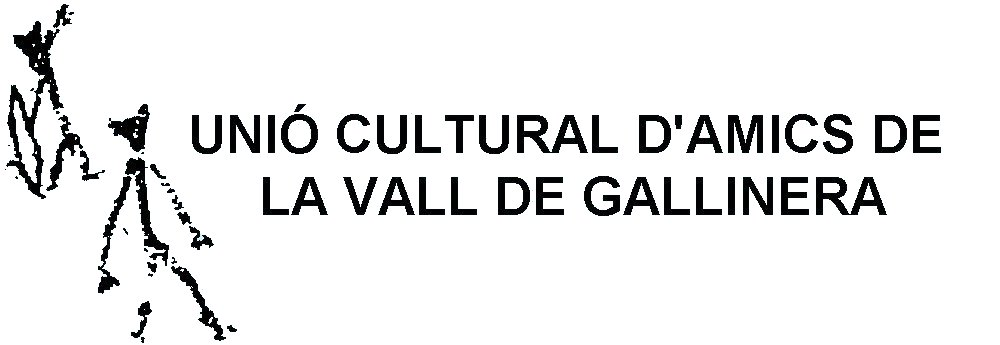 UNIÓ CULTURAL D'AMICS DE
LA VALL DE GALLINERA